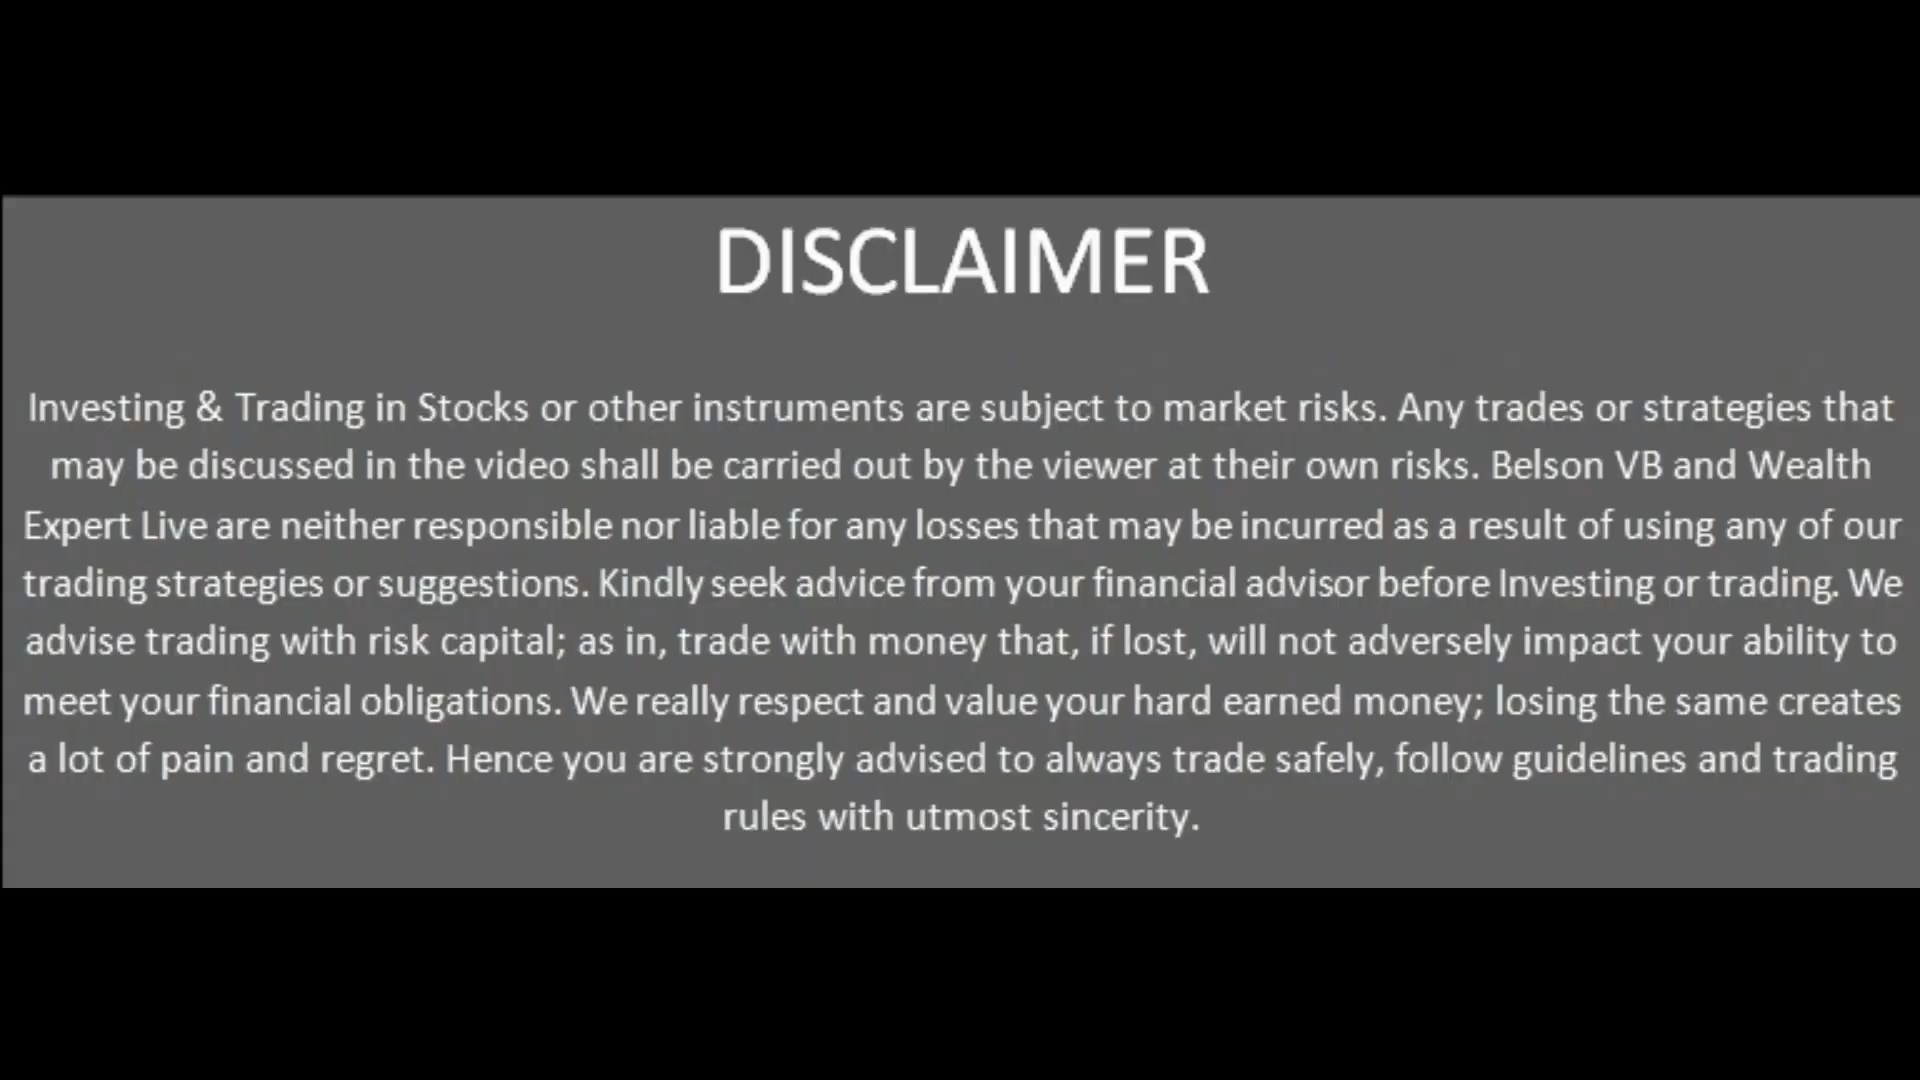 DISCLAIMER
Investing & Trading in Stocks or other instruments are subject to market risks. Any trades or strategies that
may be discussed in the video shall be carried out by the viewer at their own risks. Belson VB and Wealth
Expert Live are neither responsible nor liable for any losses that may be incurred as a result of using any of our
trading strategies or suggestions. Kindly seek advice from your financial advisor before Investing or trading. We
advise trading with risk capital; as in, trade with money that, if lost, will not adversely impact your ability to
meet your financial obligations. We really respect and value your hard earned money; losing the same creates
a lot of pain and regret. Hence you are strongly advised to always trade safely, follow guidelines and trading
rules with utmost sincerity.